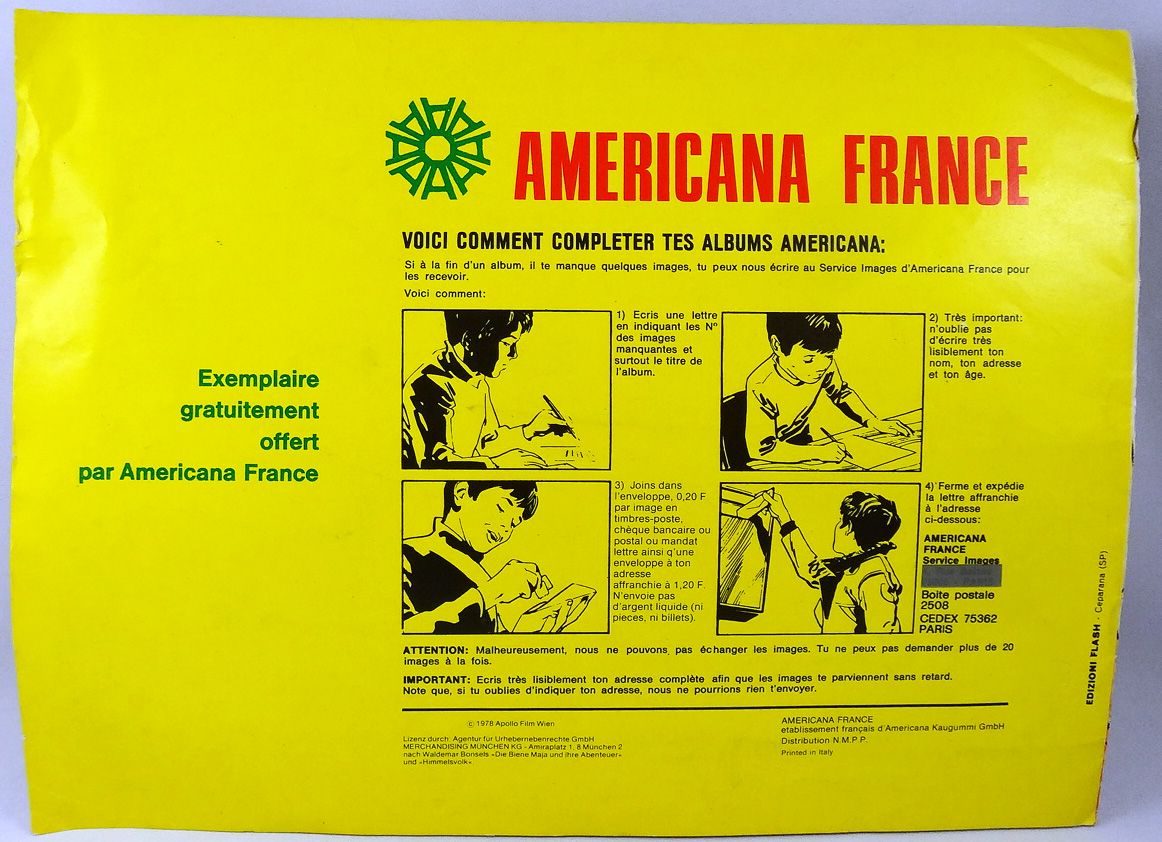 AMERICANA FRANCE
VOICI COMMENT COMPLETER TES ALBUMS AMERICANA:
Si à la fin d'un album, il te manque quelques images, tu peux nous écrire au Service Images d'Americana France pour
les recevoir.
Voici comment:
1) Ecris une lettre
en indiquant les Nº
des images
manquantes et
surtout le titre de
l'album.
2) Très important:
n'oublie pas
d'écrire très
lisiblement ton
nom, ton adresse
et ton âge.
Exemplaire
gratuitement
offert
par Americana France
3) Joins dans
l'enveloppe, 0,20 F
par image en
timbres-poste,
chèque bancaire ou
postal ou mandat
lettre ainsi q'une
enveloppe à ton
adresse
affranchie à 1,20 F.
N'envoie pas
d'argent liquide (ni
pieces, ni billets).
4) Ferme et expédie
la lettre affranchie
à l'adresse
ci-dessous:
AMERICANA
FRANCE
Service Images
Boite postale
2508
CEDEX 75362
PARIS
ATTENTION: Malheureusement, nous ne pouvons pas échanger les images. Tu ne peux pas demander plus de 20
images à la fois.
IMPORTANT: Ecris très lisiblement ton adresse complète afin que les images te parviennent sans retard.
Note que, si tu oublies d'indiquer ton adresse, nous ne pourrions rien t'envoyer.
© 1978 Apollo Film Wien
Lizenz durch: Agentur für Urhebernebenrechte GmbH
MERCHANDISING MÜNCHEN KG - Amiraplatz 1, 8 München 2
nach Waldemar Bonsels «Die Biene Maja und ihre Abenteuer»
und «Himmelsvolk».
AMERICANA FRANCE
etablissement français d'Americana Kaugummi GmbH
Distribution N.M.P.P.
Printed in Italy
EDIZIONI FLASH - Ceparana (SP)